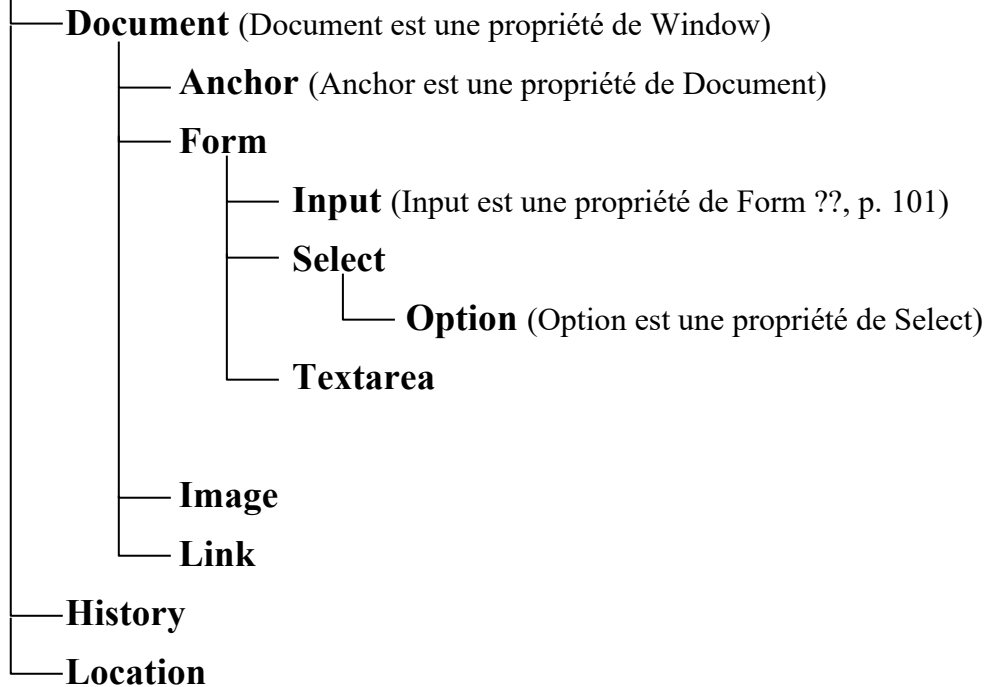 Document (Document est une propriété de Window)
Anchor (Anchor est une propriété de Document)
Form
Input (Input est une propriété de Form ??, p. 101)
Select
Option (Option est une propriété de Select)
Textarea
Image
Link
History
Location